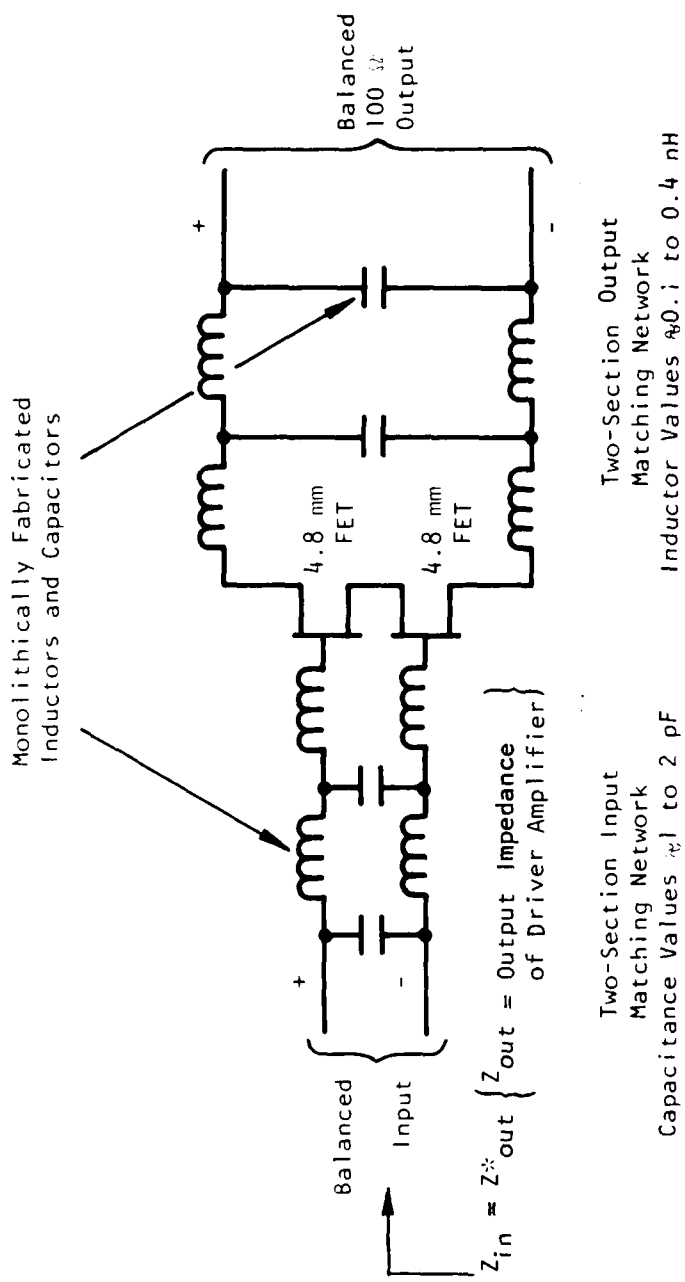 Monolithically Fabricated
Inductors and Capacitors
Balanced
100 Ω
Output
+
-
4.8 mm
FET
4.8 mm
FET
+
-
Balanced
Input
Z_in = Z*_out {Z_out = Output Impedance
of Driver Amplifier}
Two-Section Input
Matching Network
Capacitance Values ≈1 to 2 pF
Two-Section Output
Matching Network
Inductor Values ≈0.1 to 0.4 nH